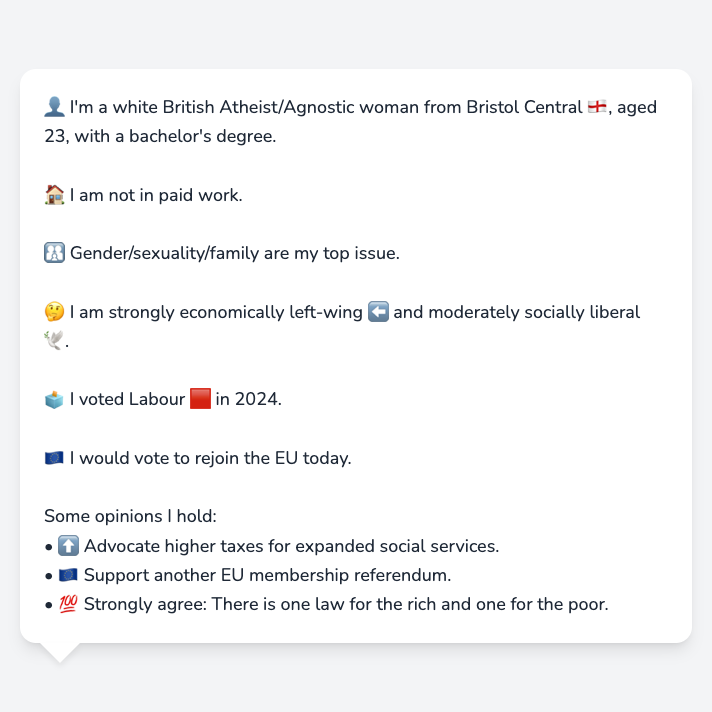 👤 I'm a white British Atheist/Agnostic woman from Bristol Central 🏴󠁧󠁢󠁥󠁮󠁧󠁿, aged
23, with a bachelor's degree.
🏠 I am not in paid work.
🚻 Gender/sexuality/family are my top issue.
🤔 I am strongly economically left-wing ⬅️ and moderately socially liberal
🕊️.
🗳️ I voted Labour 🟥 in 2024.
🇪🇺 I would vote to rejoin the EU today.
Some opinions I hold:
• ⬆️ Advocate higher taxes for expanded social services.
• 🇪🇺 Support another EU membership referendum.
• 💯 Strongly agree: There is one law for the rich and one for the poor.